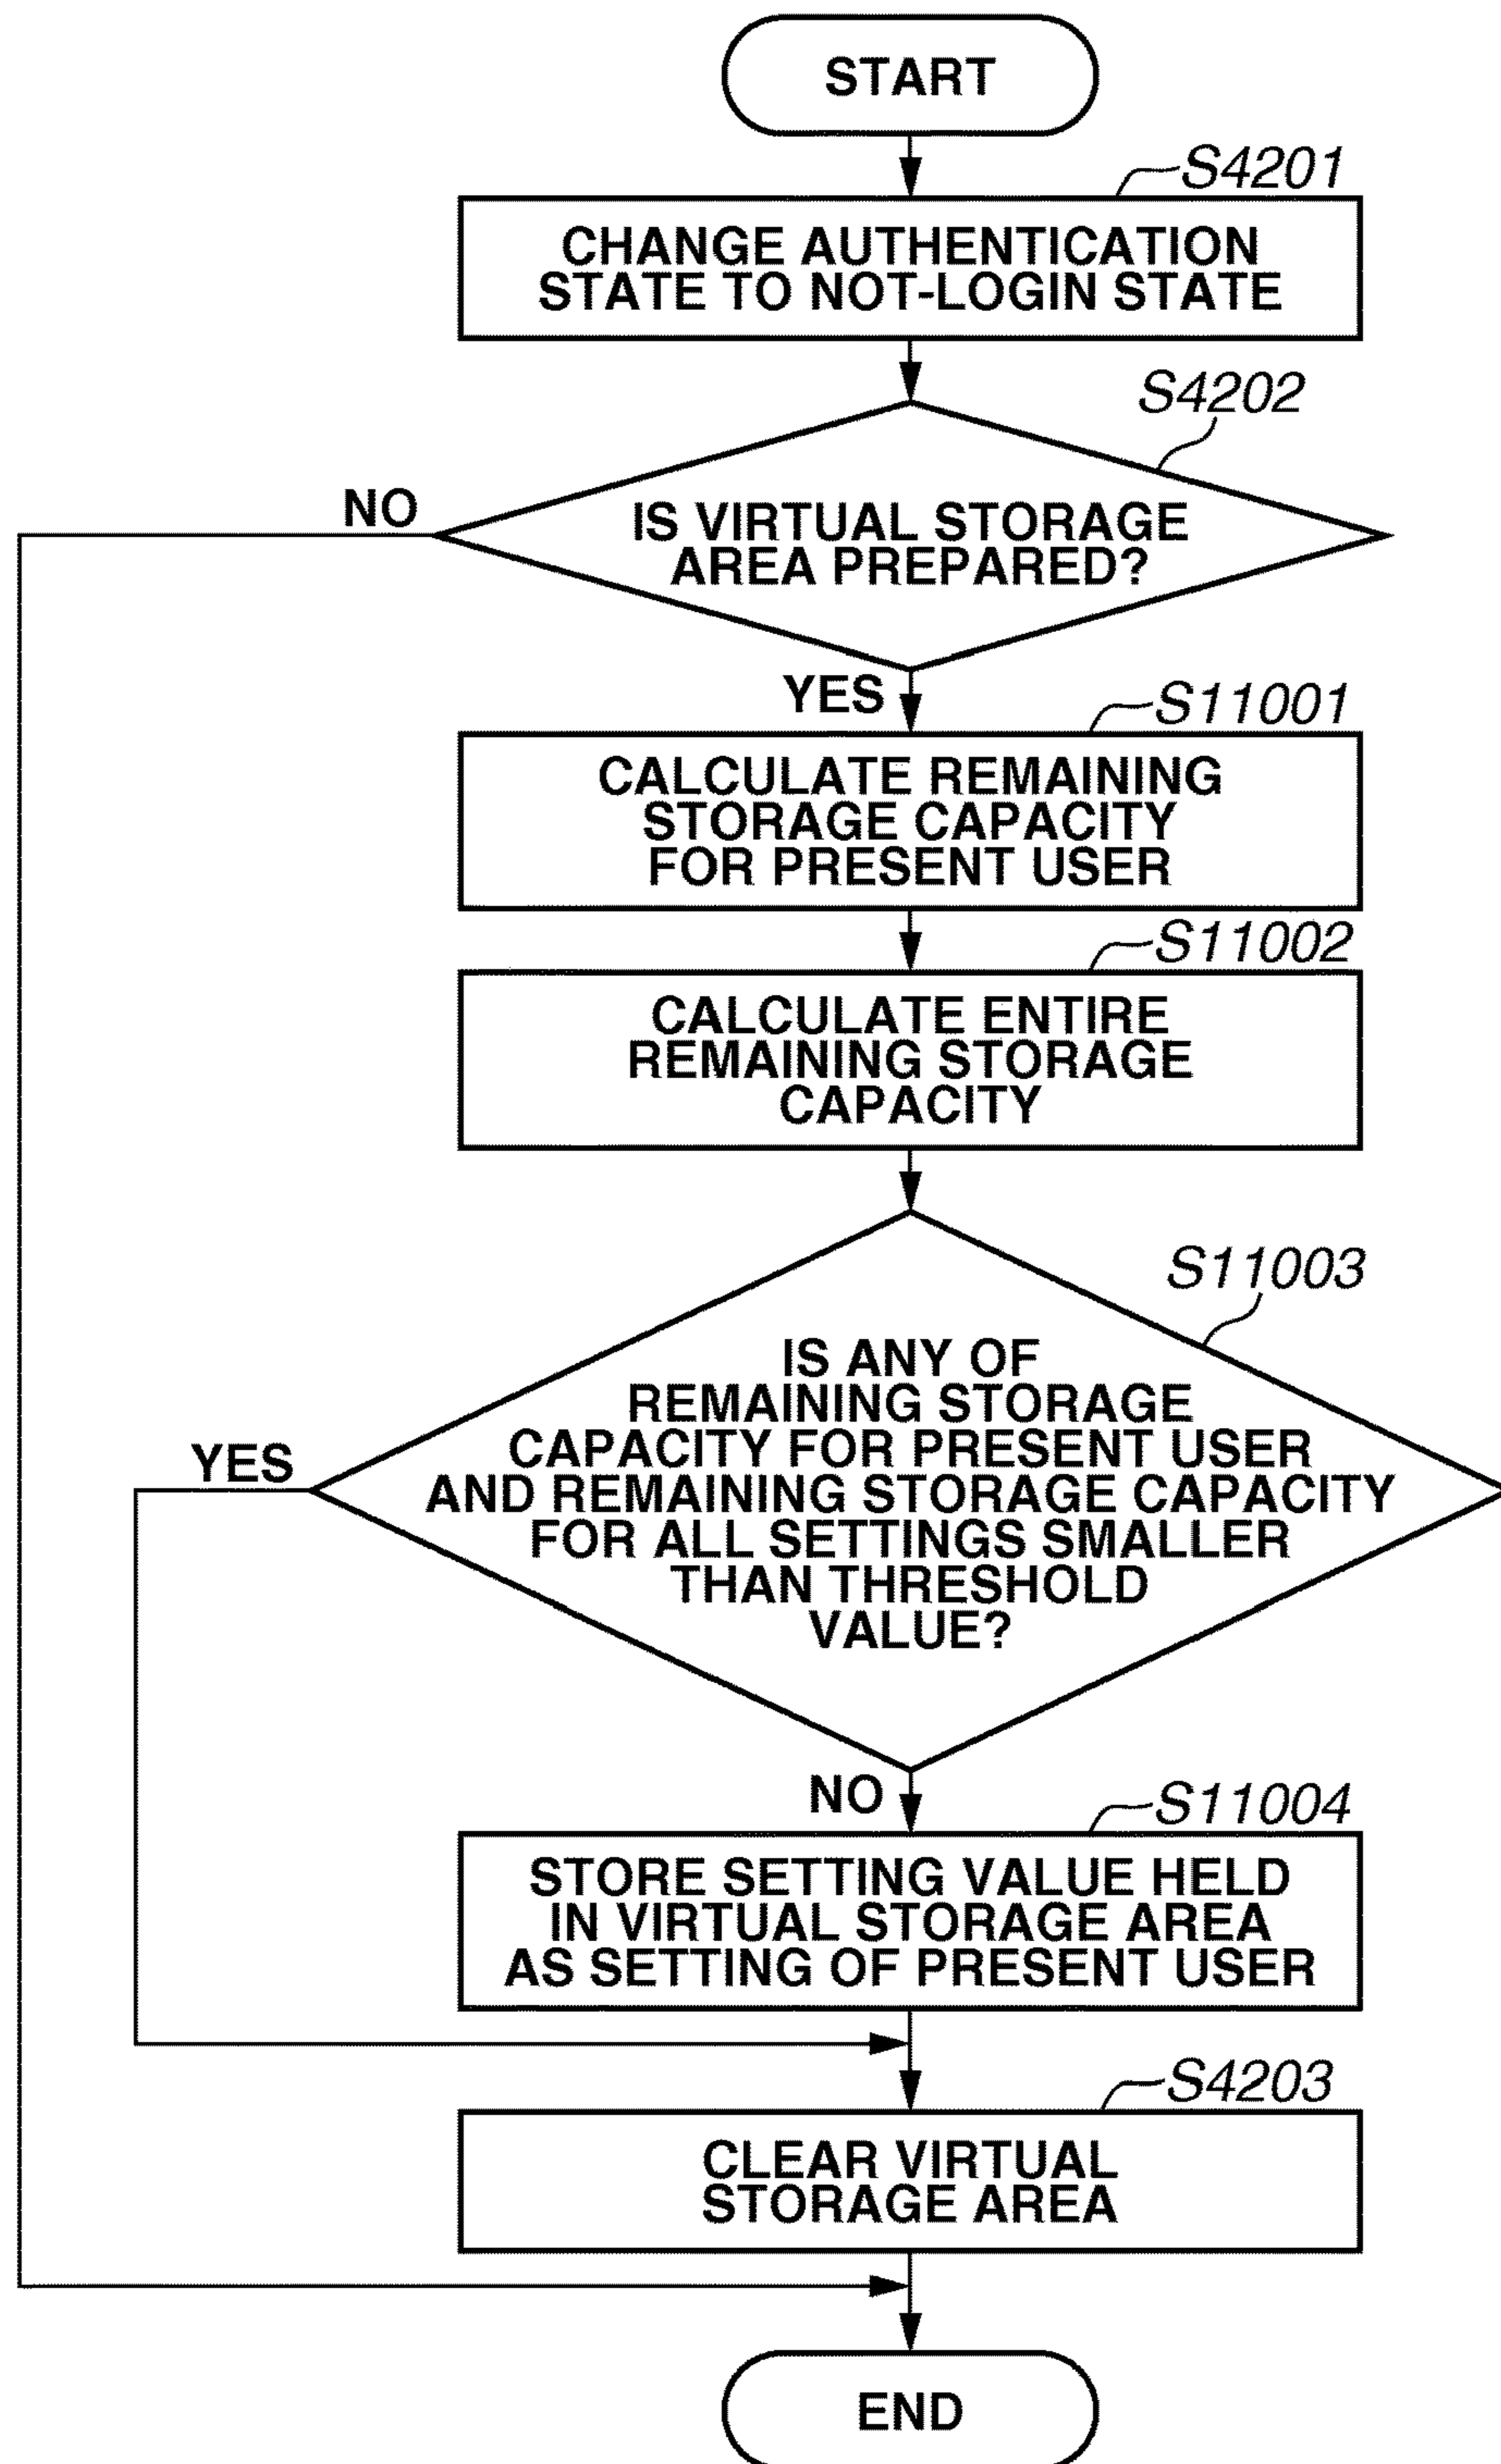 START
S4201
CHANGE AUTHENTICATION
STATE TO NOT-LOGIN STATE
S4202
NO
IS VIRTUAL STORAGE
AREA PREPARED?
YES
S11001
CALCULATE REMAINING
STORAGE CAPACITY
FOR PRESENT USER
S11002
CALCULATE ENTIRE
REMAINING STORAGE
CAPACITY
S11003
IS ANY OF
REMAINING STORAGE
CAPACITY FOR PRESENT USER
YES
AND REMAINING STORAGE CAPACITY
FOR ALL SETTINGS SMALLER
THAN THRESHOLD
VALUE?
NO
S11004
STORE SETTING VALUE HELD
IN VIRTUAL STORAGE AREA
AS SETTING OF PRESENT USER
S4203
CLEAR VIRTUAL
STORAGE AREA
END